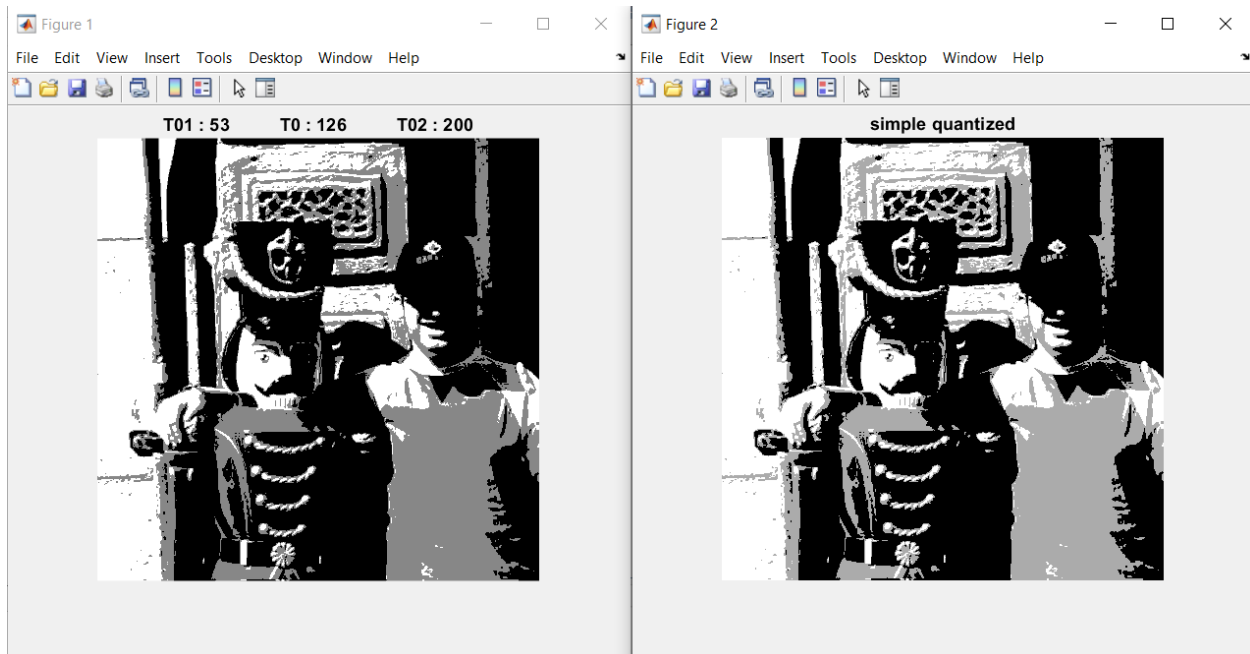 Figure 1
File Edit View Insert Tools Desktop Window Help
T01 : 53 T0 : 126 T02 : 200
Figure 2
File Edit View Insert Tools Desktop Window Help
simple quantized